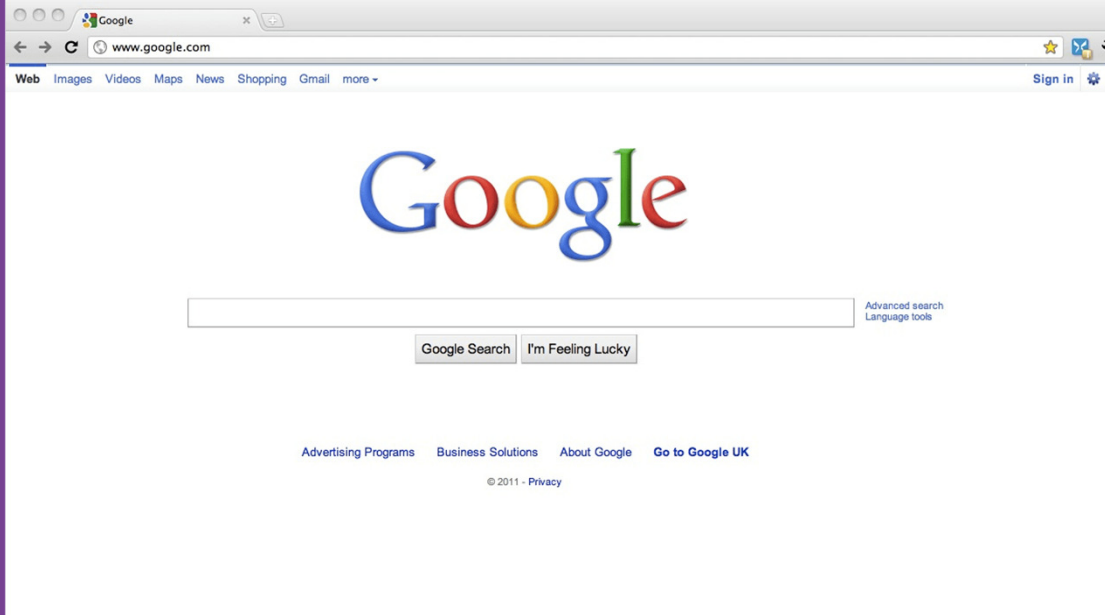 Google
www.google.com
Web Images Videos Maps News Shopping Gmail more
Sign in
Google
Advanced search
Language tools
Google Search I'm Feeling Lucky
Advertising Programs Business Solutions About Google Go to Google UK
© 2011 - Privacy